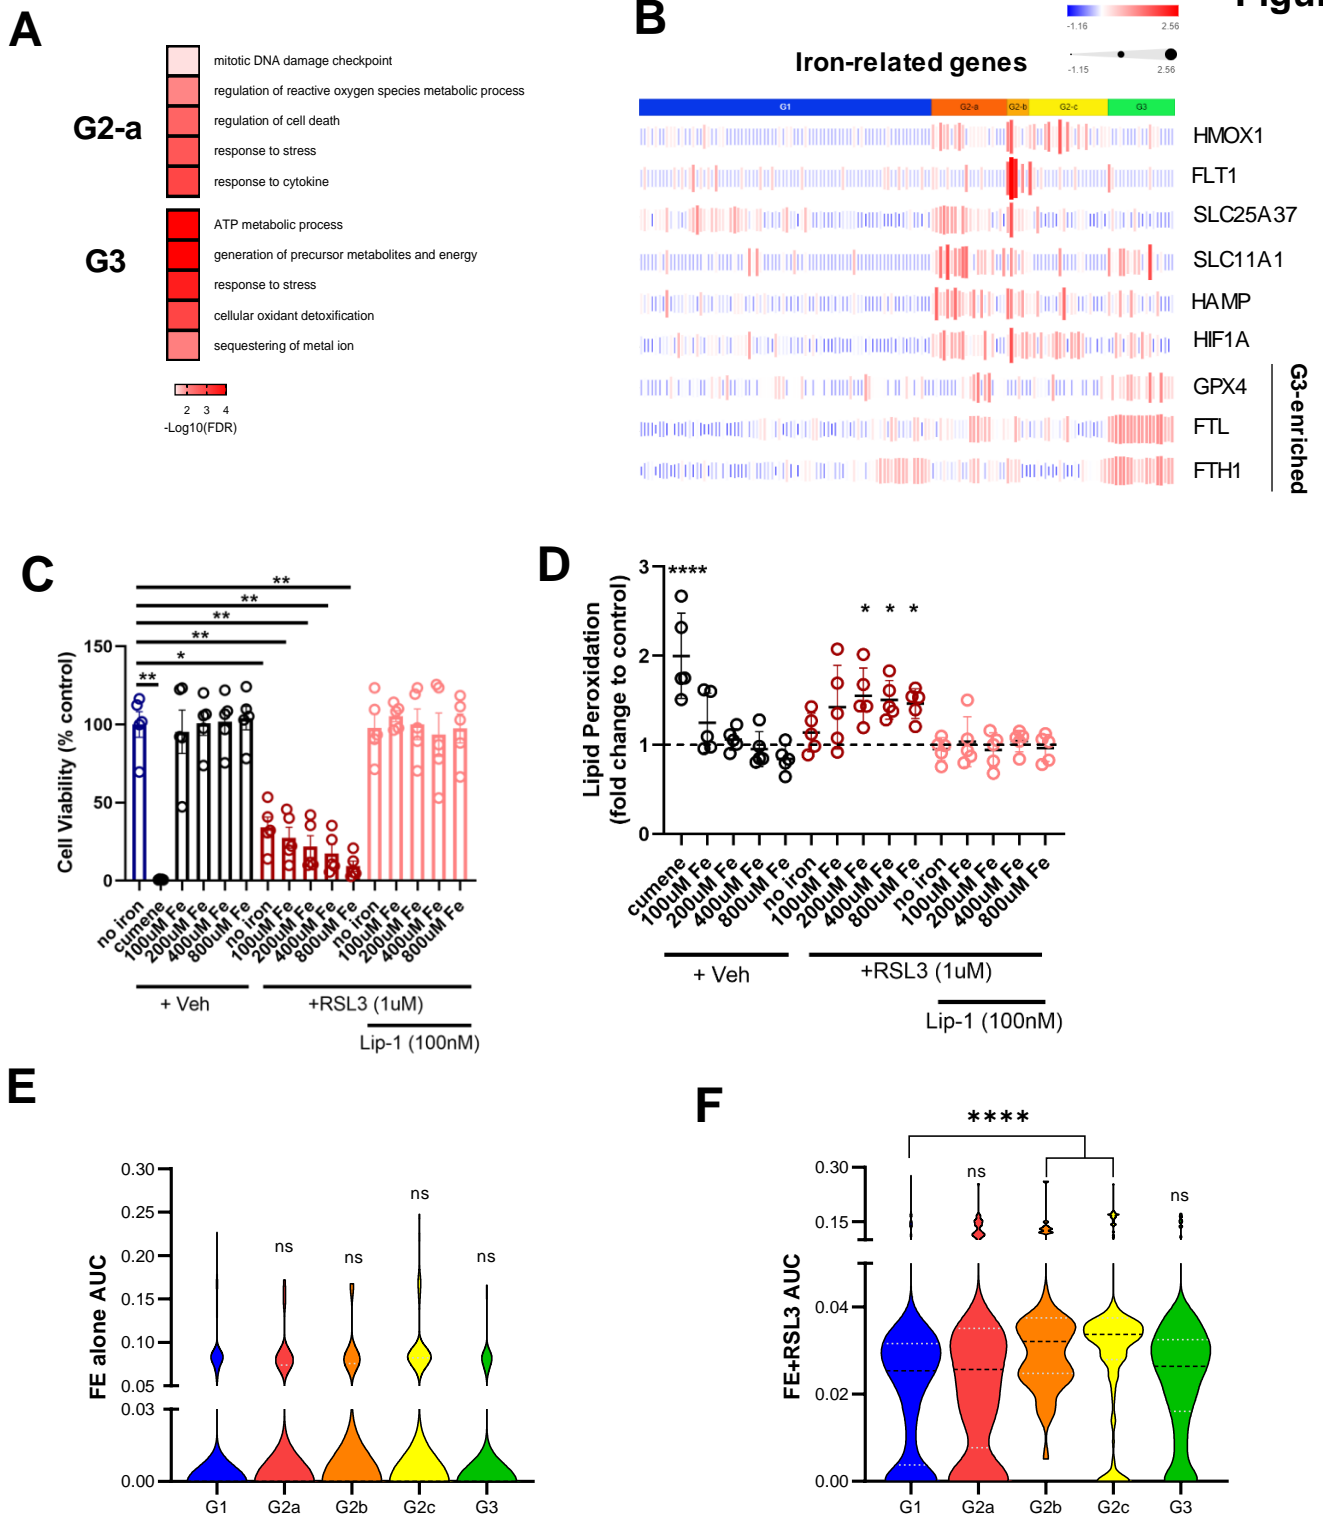 Figur
A
G2-a
mitotic DNA damage checkpoint
regulation of reactive oxygen species metabolic process
regulation of cell death
response to stress
response to cytokine
G3
ATP metabolic process
generation of precursor metabolites and energy
response to stress
cellular oxidant detoxification
sequestering of metal ion
2 3 4
-Log10(FDR)
B
-1.16 2.56
-1.15 2.56
Iron-related genes
G1 G2-a G2-b G2-c G3
HMOX1
FLT1
SLC25A37
SLC11A1
HAMP
HIF1A
GPX4
FTL
FTH1
G3-enriched
C
Cell Viability (% control)
150
100
50
0
**
**
**
**
*
**
no iron
cumene
100uM Fe
200uM Fe
400uM Fe
800uM Fe
no iron
100uM Fe
200uM Fe
400uM Fe
800uM Fe
no iron
100uM Fe
200uM Fe
400uM Fe
800uM Fe
+ Veh
+RSL3 (1uM)
Lip-1 (100nM)
D
Lipid Peroxidation
(fold change to control)
3
2
1
0
****
* * *
cumene
100uM Fe
200uM Fe
400uM Fe
800uM Fe
no iron
100uM Fe
200uM Fe
400uM Fe
800uM Fe
no iron
100uM Fe
200uM Fe
400uM Fe
800uM Fe
+ Veh
+RSL3 (1uM)
Lip-1 (100nM)
E
FE alone AUC
0.30
0.25
0.20
0.15
0.10
0.05
0.03
0.00
ns
ns
ns
ns
G1 G2a G2b G2c G3
F
FE+RSL3 AUC
0.30
0.15
0.04
0.02
0.00
****
ns
ns
G1 G2a G2b G2c G3